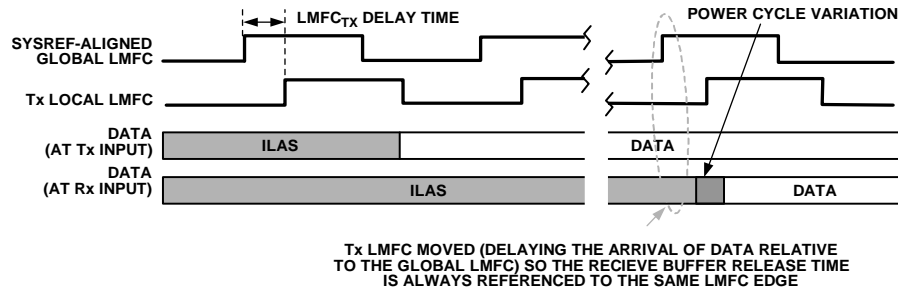 LMFCTX DELAY TIME
POWER CYCLE VARIATION
SYSREF-ALIGNED
GLOBAL LMFC
Tx LOCAL LMFC
DATA
(AT Tx INPUT)
ILAS
DATA
DATA
(AT Rx INPUT)
ILAS
DATA
Tx LMFC MOVED (DELAYING THE ARRIVAL OF DATA RELATIVE
TO THE GLOBAL LMFC) SO THE RECIEVE BUFFER RELEASE TIME
IS ALWAYS REFERENCED TO THE SAME LMFC EDGE